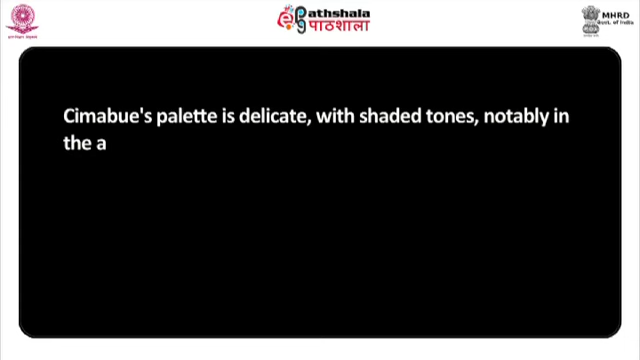 Pathshala
पाठशाला
MHRD
Govt. of India
Cimabue's palette is delicate, with shaded tones, notably in
the a